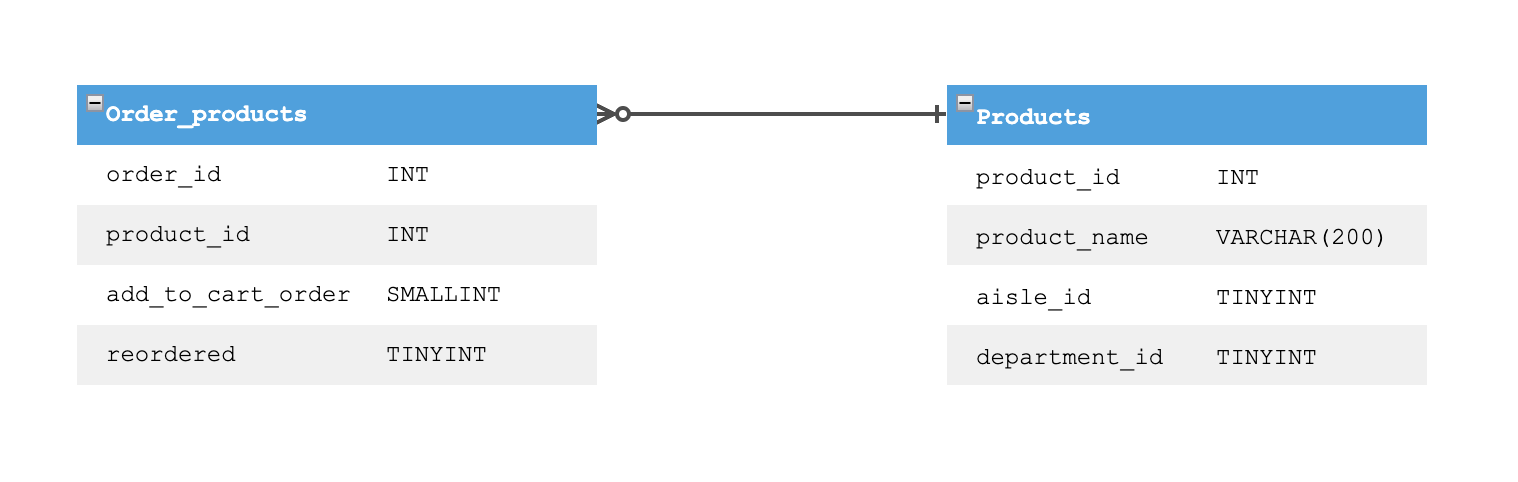 Order_products
order_id INT
product_id INT
add_to_cart_order SMALLINT
reordered TINYINT
Products
product_id INT
product_name VARCHAR(200)
aisle_id TINYINT
department_id TINYINT